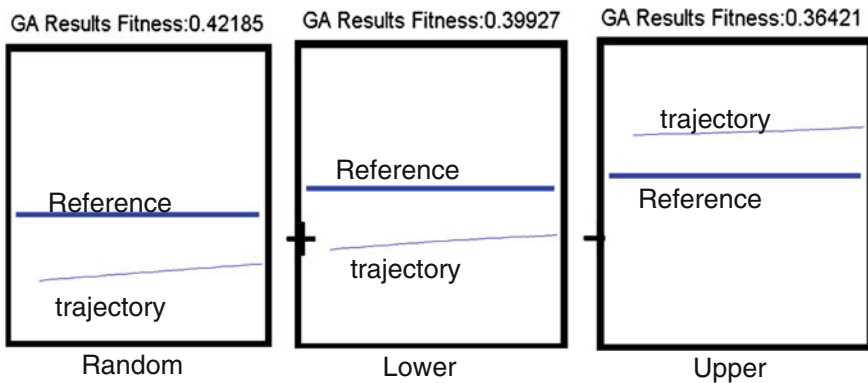 GA Results Fitness:0.42185
Reference
trajectory
Random
GA Results Fitness:0.39927
Reference
trajectory
Lower
GA Results Fitness:0.36421
trajectory
Reference
Upper